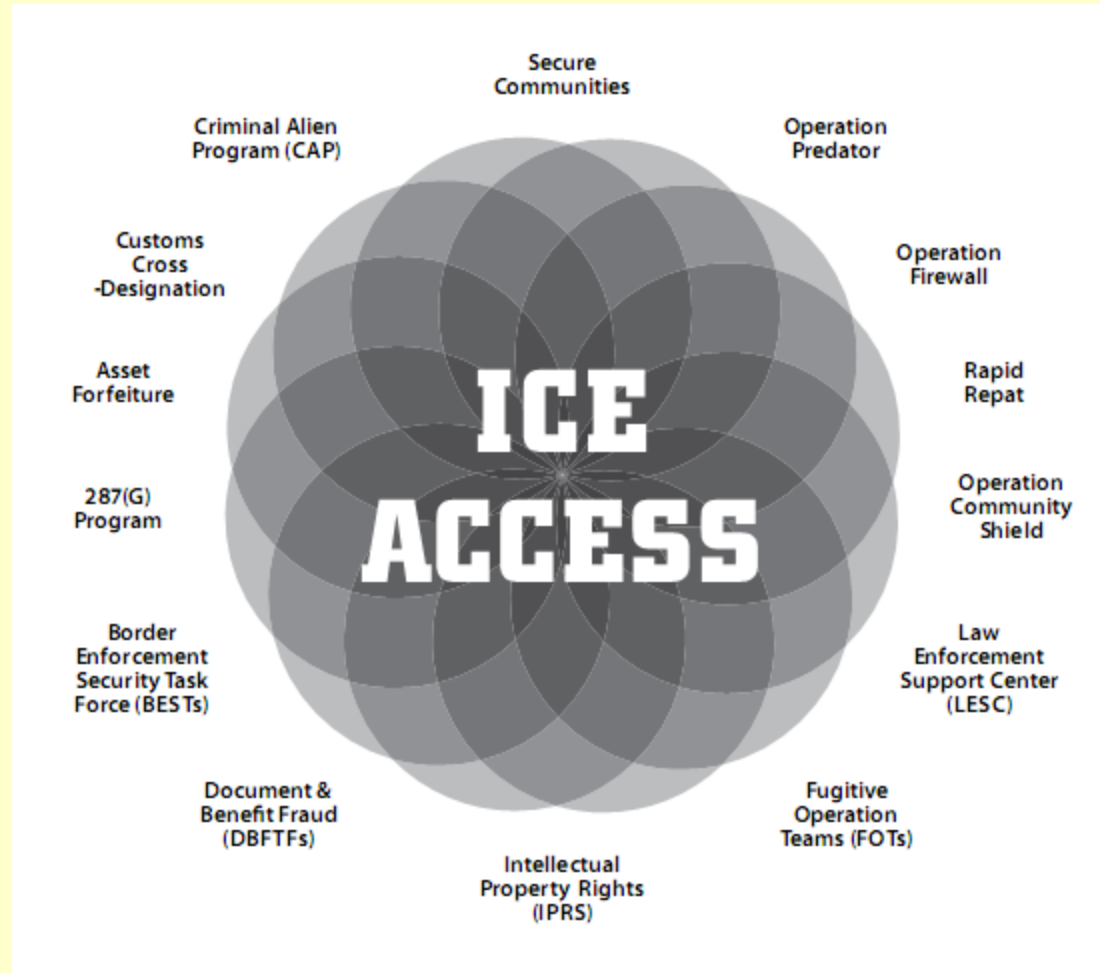 Secure
Communities
Criminal Alien
Program (CAP)
Operation
Predator
Customs
Cross
-Designation
Operation
Firewall
Asset
Forfeiture
Rapid
Repat
ICE
ACCESS
287(G)
Program
Operation
Community
Shield
Border
Enforcement
Security Task
Force (BESTs)
Law
Enforcement
Support Center
(LESC)
Document &
Benefit Fraud
(DBFTFs)
Fugitive
Operation
Teams (FOTs)
Intellectual
Property Rights
(IPRS)